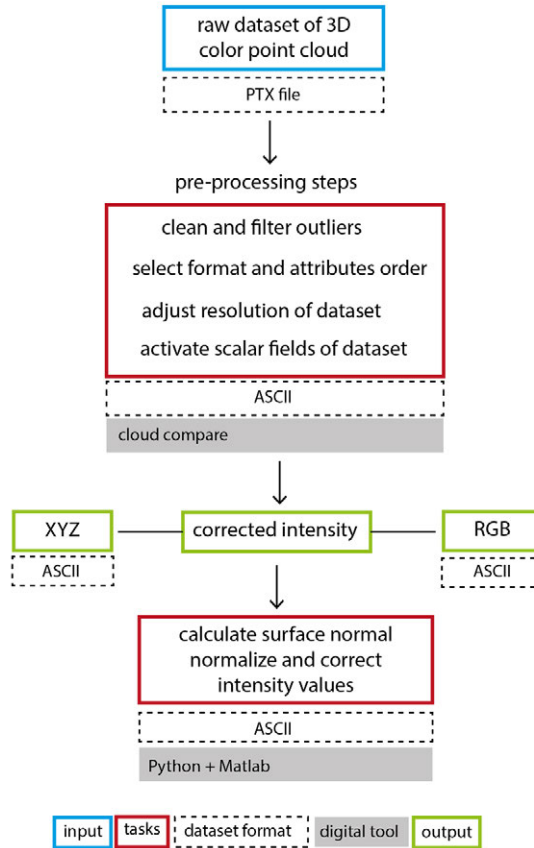 raw dataset of 3D
color point cloud
PTX file
pre-processing steps
clean and filter outliers
select format and attributes order
adjust resolution of dataset
activate scalar fields of dataset
ASCII
cloud compare
XYZ
corrected intensity
RGB
ASCII
ASCII
calculate surface normal
normalize and correct
intensity values
ASCII
Python + Matlab
input
tasks
dataset format
digital tool
output